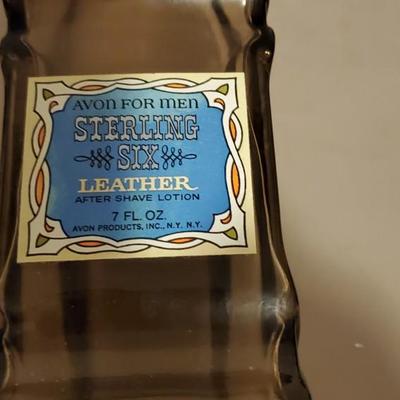 AVON FOR MEN
STERLING
SIX
LEATHER
AFTER SHAVE LOTION
7 FL. OZ.
AVON PRODUCTS, INC., N.Y. N.Y.